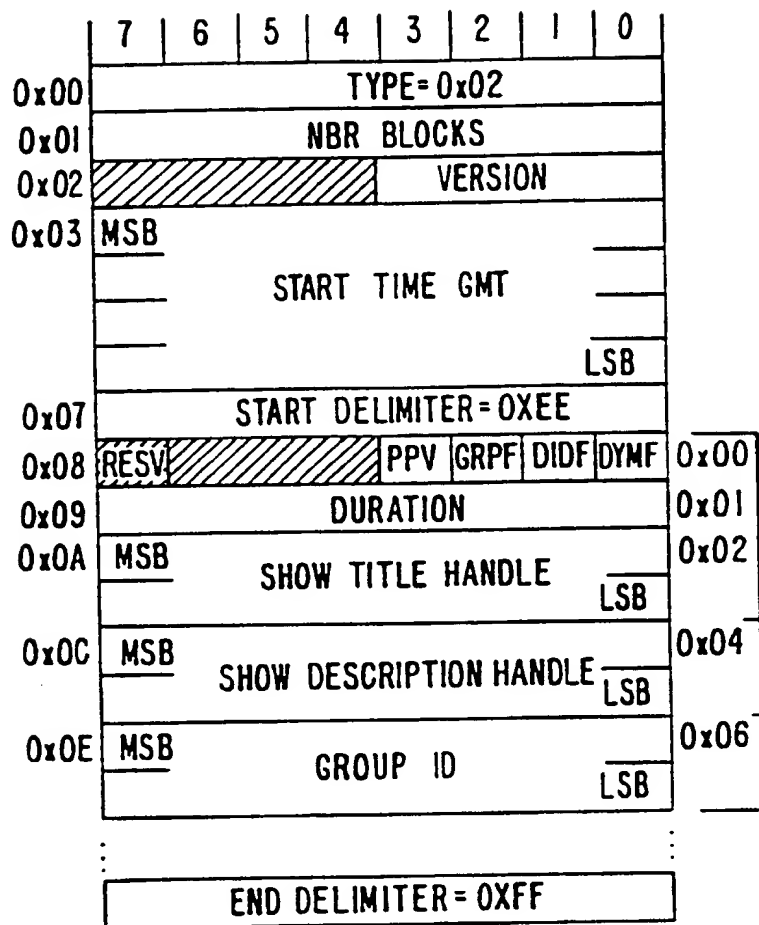 7 6 5 4 3 2 1 0
0x00 TYPE=0x02
0x01 NBR BLOCKS
0x02 VERSION
0x03 MSB
START TIME GMT
LSB
0x07 START DELIMITER=0XEE
0x08 RESV PPV GRPF DIDF DYMF 0x00
0x09 DURATION 0x01
0x0A MSB 0x02
SHOW TITLE HANDLE
LSB
0x0C MSB 0x04
SHOW DESCRIPTION HANDLE
LSB
0x0E MSB 0x06
GROUP ID
LSB
END DELIMITER=0XFF